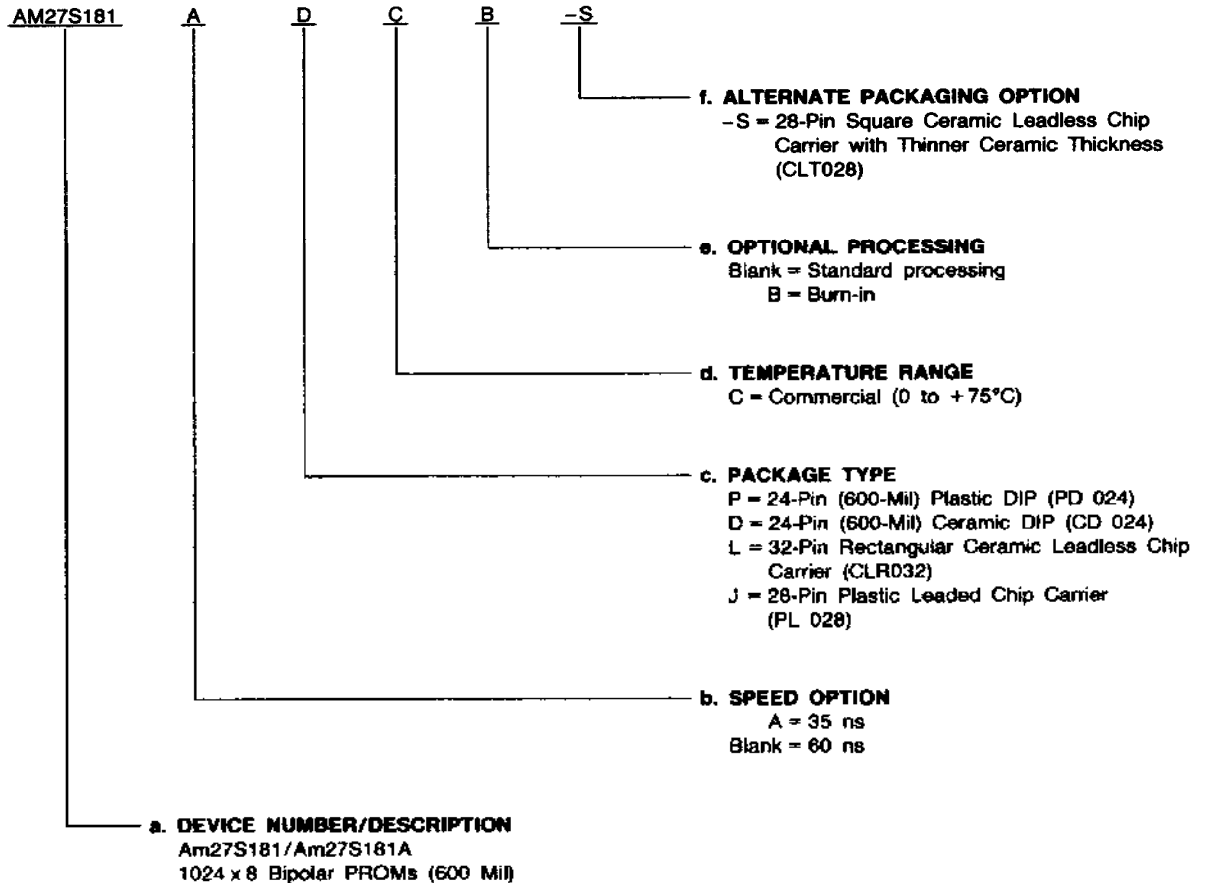 AM27S181 A D C B -S
f. ALTERNATE PACKAGING OPTION
-S = 28-Pin Square Ceramic Leadless Chip
Carrier with Thinner Ceramic Thickness
(CLT028)
e. OPTIONAL PROCESSING
Blank = Standard processing
B = Burn-in
d. TEMPERATURE RANGE
C = Commercial (0 to +75°C)
c. PACKAGE TYPE
P = 24-Pin (600-Mil) Plastic DIP (PD 024)
D = 24-Pin (600-Mil) Ceramic DIP (CD 024)
L = 32-Pin Rectangular Ceramic Leadless Chip
Carrier (CLR032)
J = 28-Pin Plastic Leaded Chip Carrier
(PL 028)
b. SPEED OPTION
A = 35 ns
Blank = 60 ns
a. DEVICE NUMBER/DESCRIPTION
Am27S181/Am27S181A
1024 x 8 Bipolar PROMs (600 Mil)